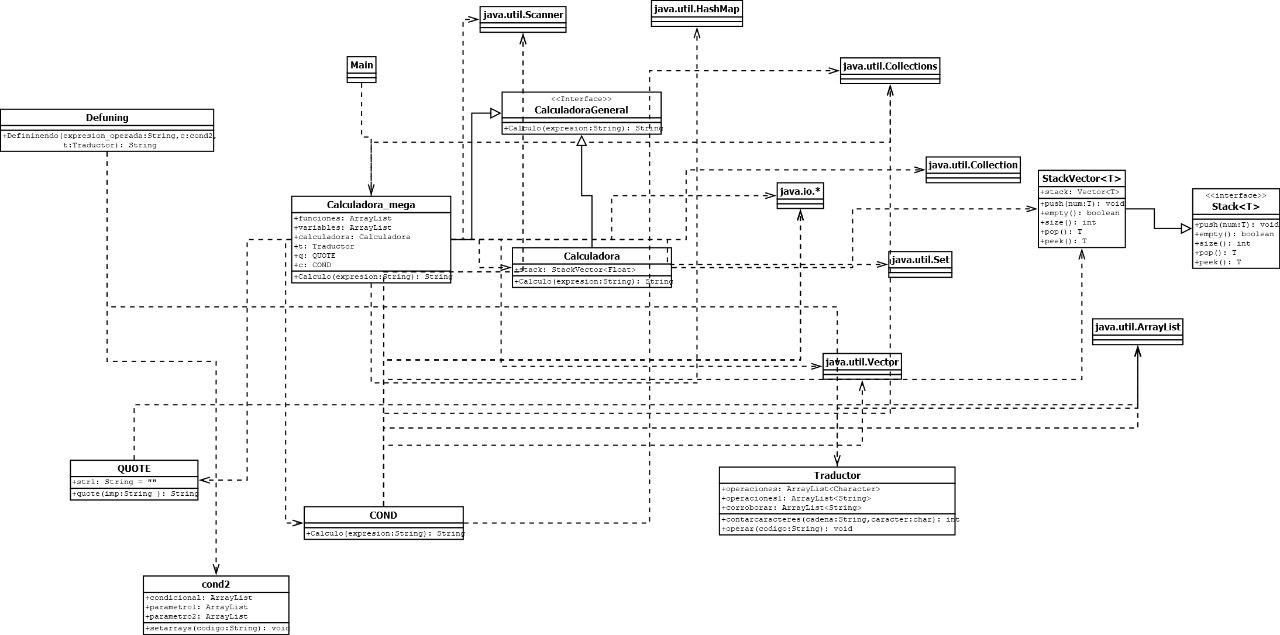 java.util.Scanner
java.util.HashMap
Main
java.util.Collections
<<Interface>>
CalculadoraGeneral
+Calculo(expresion:String): String
Defuning
+Defininendo(expresion_operada:String,c:cond2,
t:Traductor): String
java.util.Collection
StackVector<T>
+stack: Vector<T>
+push(num:T): void
+empty(): boolean
+size(): int
+pop(): T
+peek(): T
java.io.*
<<interface>>
Stack<T>
+push(num:T): void
+empty(): boolean
+size(): int
+pop(): T
+peek(): T
Calculadora_mega
+funciones: ArrayList
+variables: ArrayList
+calculadora: Calculadora
+t: Traductor
+q: QUOTE
+c: COND
+Calculo(expresion:String): String
Calculadora
+stack: StackVector<Float>
+Calculo(expresion:String): String
java.util.Set
java.util.ArrayList
java.util.Vector
QUOTE
+str1: String = ""
+quote(imp:String ): String
Traductor
+operaciones: ArrayList<Character>
+operaciones1: ArrayList<String>
+corroborar: ArrayList<String>
+contarcaracteres(cadena:String,caracter:char): int
+operar(codigo:String): void
COND
+Calculo(expresion:String): String
cond2
+condicional: ArrayList
+parametro1: ArrayList
+parametro2: ArrayList
+setarrays(codigo:String): void